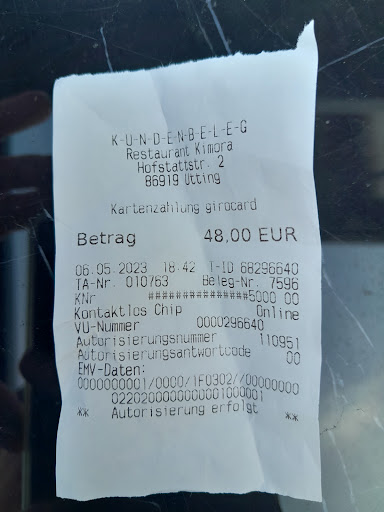 K-U-N-D-E-N-B-E-L-E-G
Restaurant Kimora
Hofstattstr. 2
86919 Utting
Kartenzahlung girocard
Betrag 48,00 EUR
06.05.2023 18:42 T-ID 68296640
TA-Nr. 010763 Beleg-Nr. 7596
KNr ###############5000 00
Kontaktlos Chip Online
VU-Nummer 0000296640
Autorisierungsnummer 110951
Autorisierungsantwortcode 00
EMV-Daten:
0000000001/0000/1F0302//00000000
0220200000000001000001
** Autorisierung erfolgt **